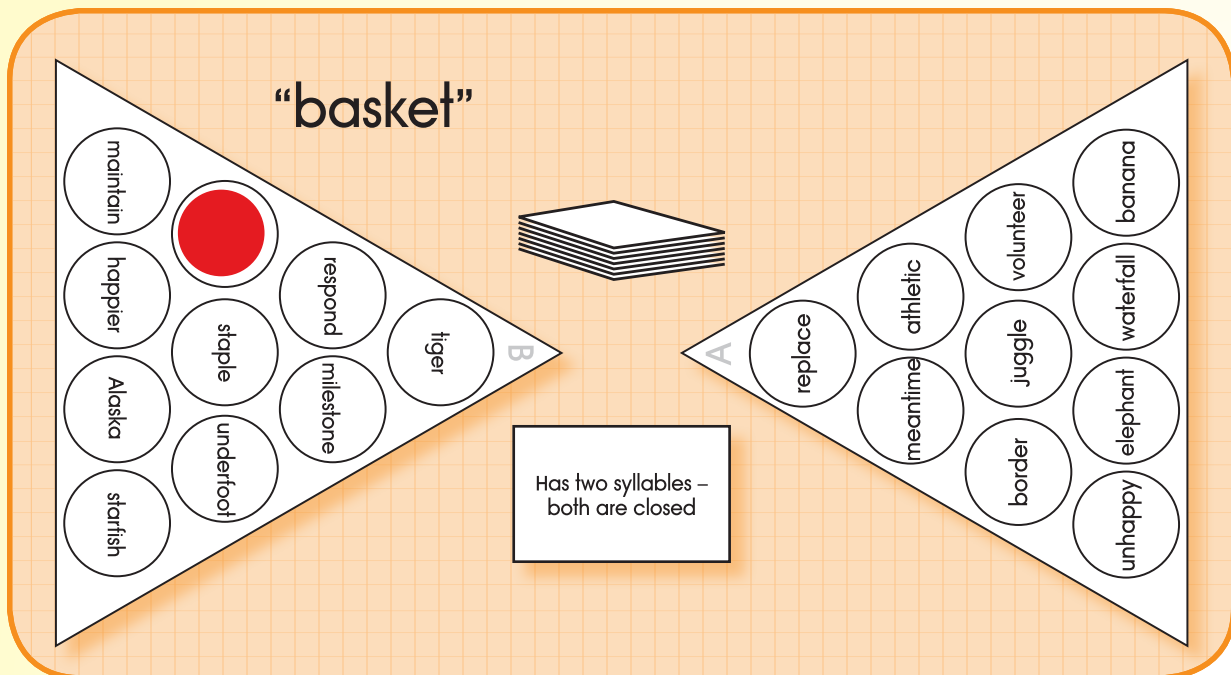 “basket”
maintain
happier
Alaska
starfish
staple
underfoot
respond
milestone
tiger
B
A
replace
athletic
meantime
volunteer
juggle
border
banana
waterfall
elephant
unhappy
Has two syllables –
both are closed